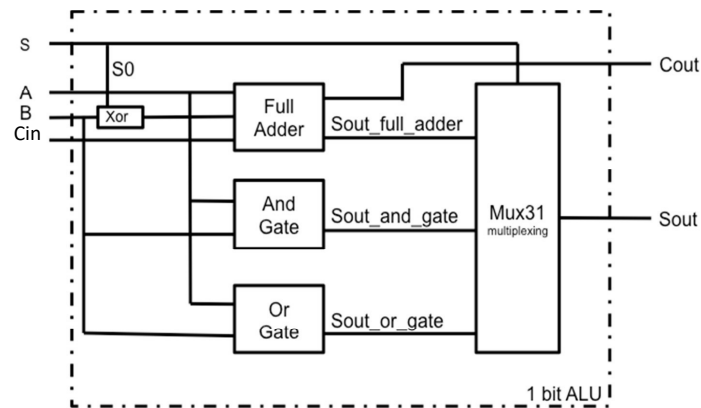 S
S0
A
B
Cin
Xor
Full
Adder
Cout
Sout_full_adder
And
Gate
Sout_and_gate
Mux31
multiplexing
Sout
Or
Gate
Sout_or_gate
1 bit ALU